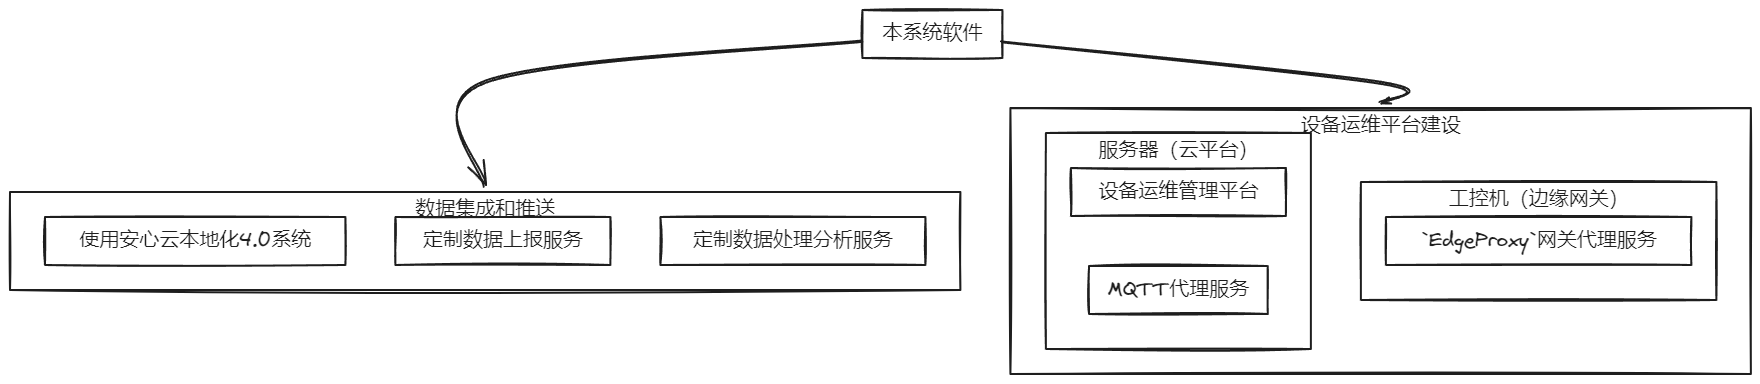 本系统软件
数据集成和推送
使用安心云本地化4.0系统
定制数据上报服务
定制数据处理分析服务
设备运维平台建设
服务器（云平台）
设备运维管理平台
MQTT代理服务
工控机（边缘网关）
`EdgeProxy`网关代理服务